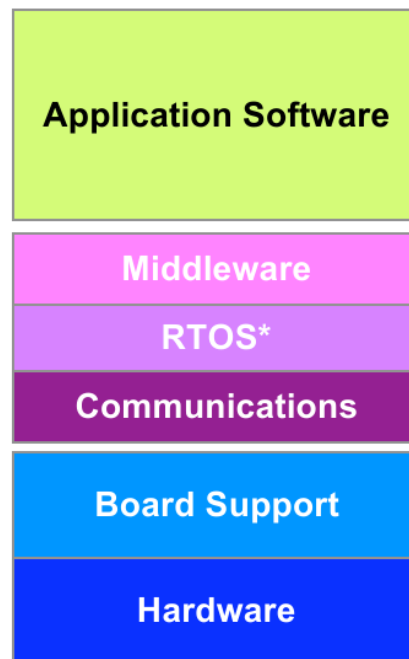 Application Software
Middleware
RTOS*
Communications
Board Support
Hardware